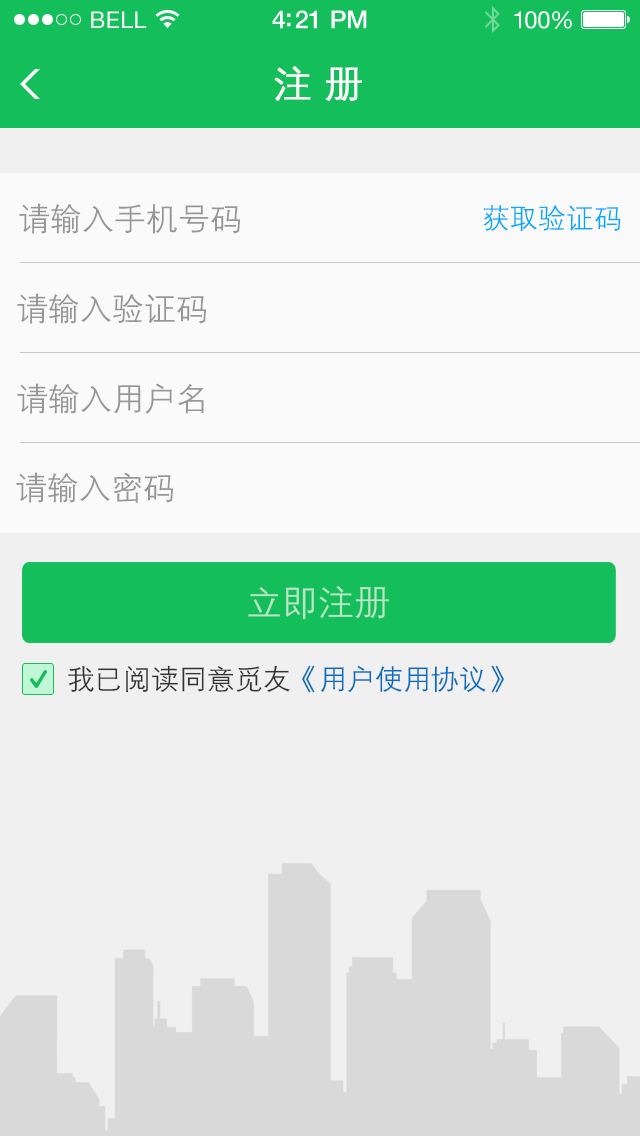 BELL 4:21 PM 100%
注册
请输入手机号码 获取验证码
请输入验证码
请输入用户名
请输入密码
立即注册
我已阅读同意觅友《用户使用协议》